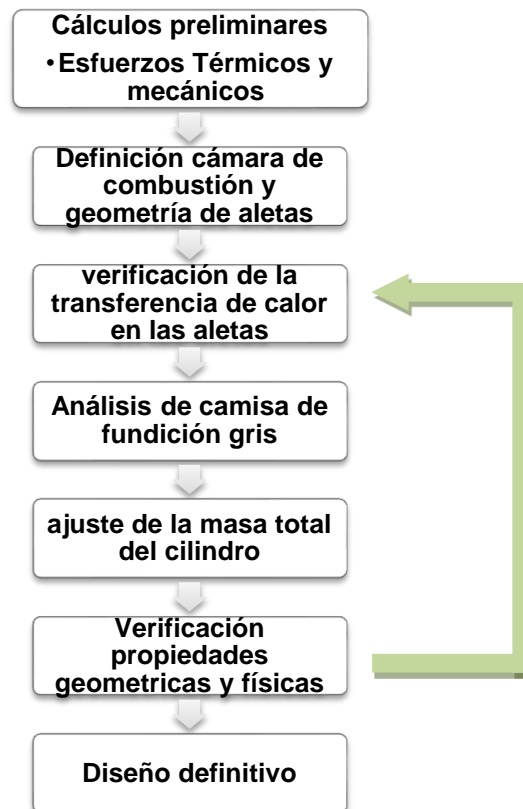 Cálculos preliminares
•Esfuerzos Térmicos y
mecánicos
Definición cámara de
combustión y
geometría de aletas
verificación de la
transferencia de calor
en las aletas
Análisis de camisa de
fundición gris
ajuste de la masa total
del cilindro
Verificación
propiedades
geometricas y físicas
Diseño definitivo